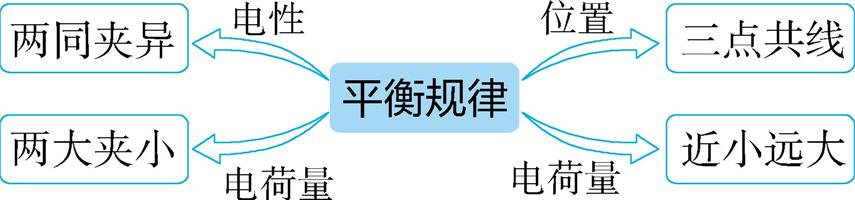 两同夹异
电性
位置
三点共线
平衡规律
两大夹小
电荷量
电荷量
近小远大